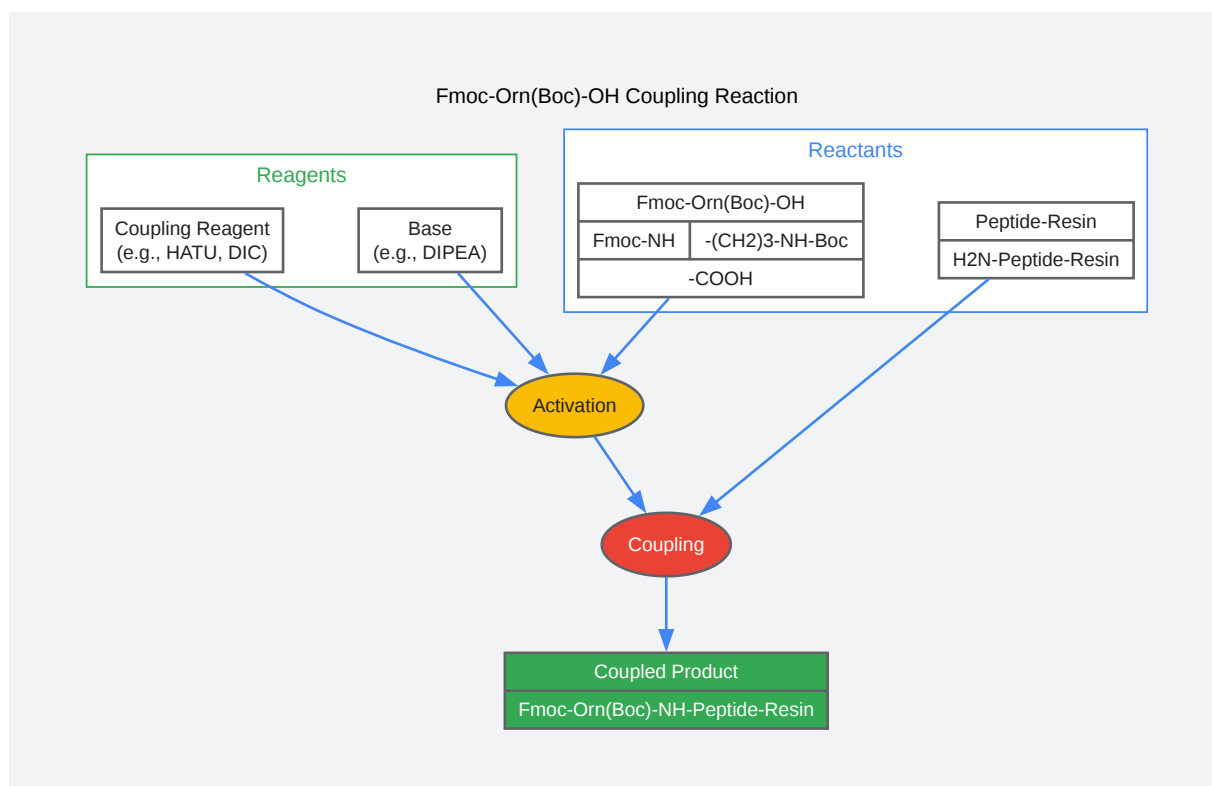 Fmoc-Orn(Boc)-OH Coupling Reaction
Reagents
Coupling Reagent
(e.g., HATU, DIC)
Base
(e.g., DIPEA)
Reactants
Fmoc-Orn(Boc)-OH
Fmoc-NH
-(CH2)3-NH-Boc
-COOH
Peptide-Resin
H2N-Peptide-Resin
Activation
Coupling
Coupled Product
Fmoc-Orn(Boc)-NH-Peptide-Resin